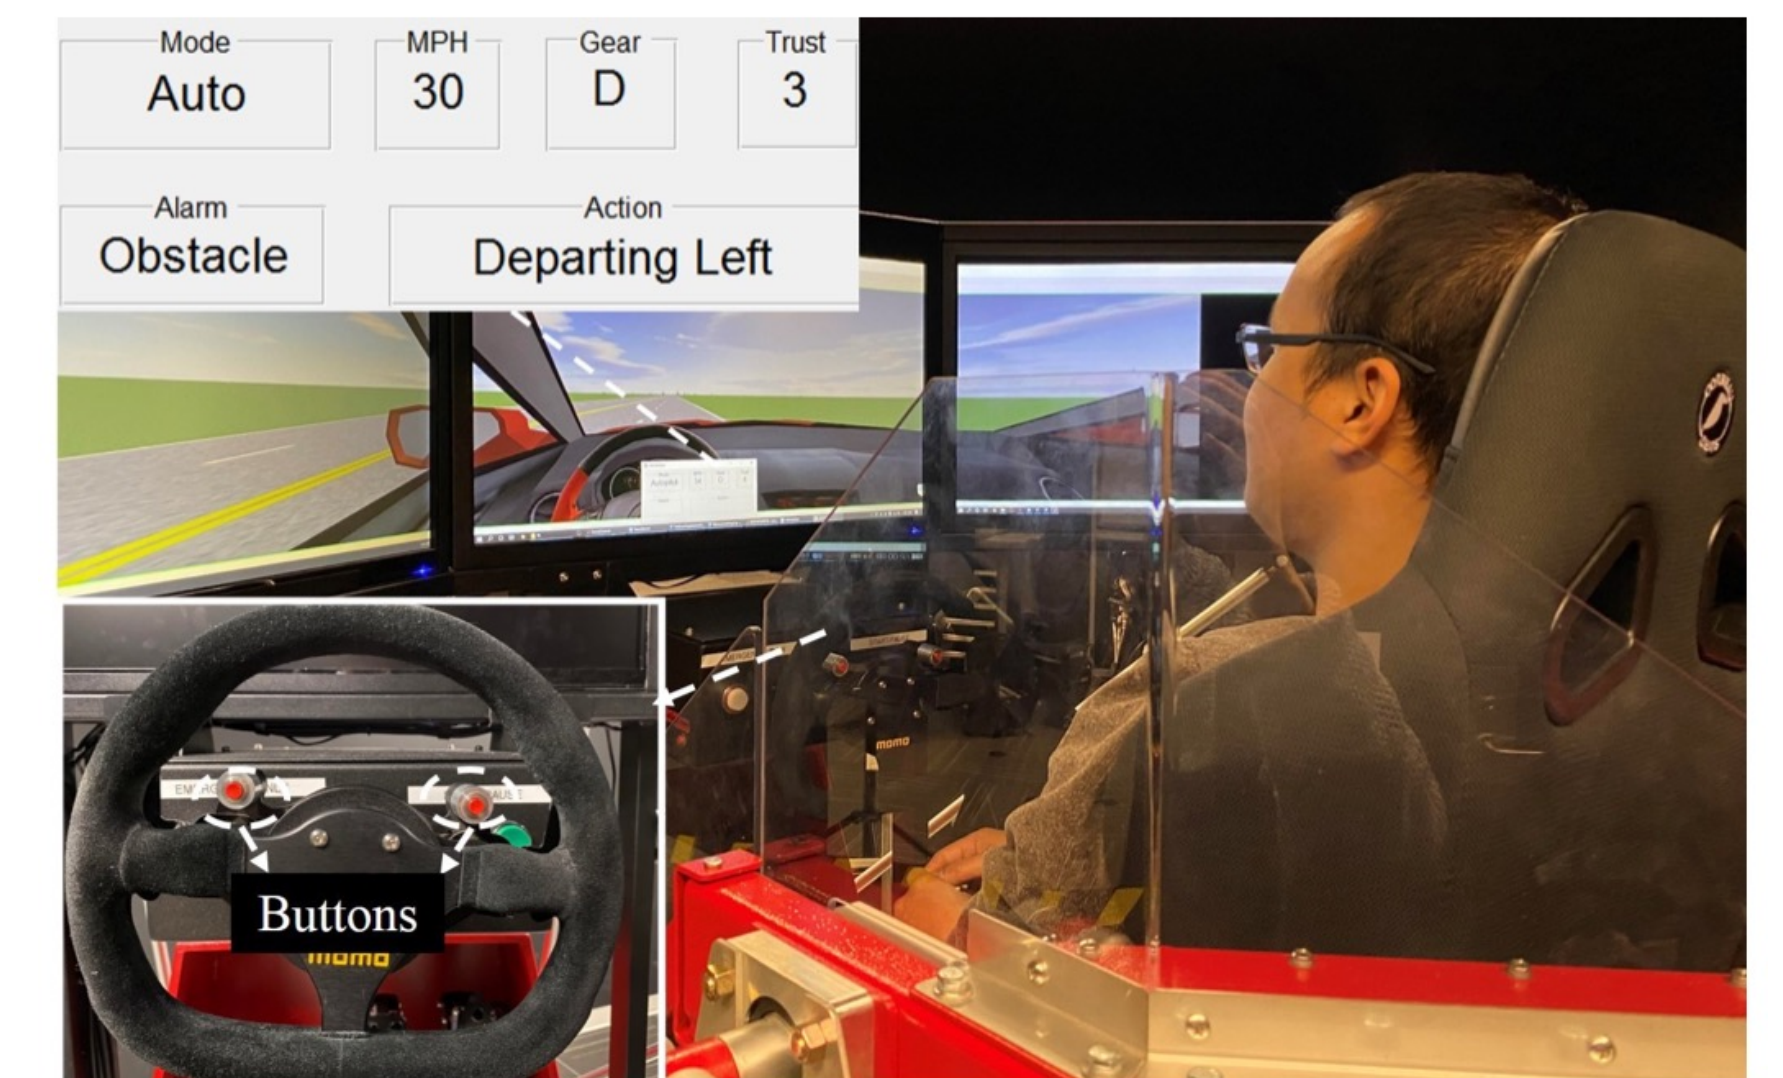 Mode
MPH
Gear
Trust
Auto
30
D
3
Alarm
Action
Obstacle
Departing Left
momo
Buttons
momo